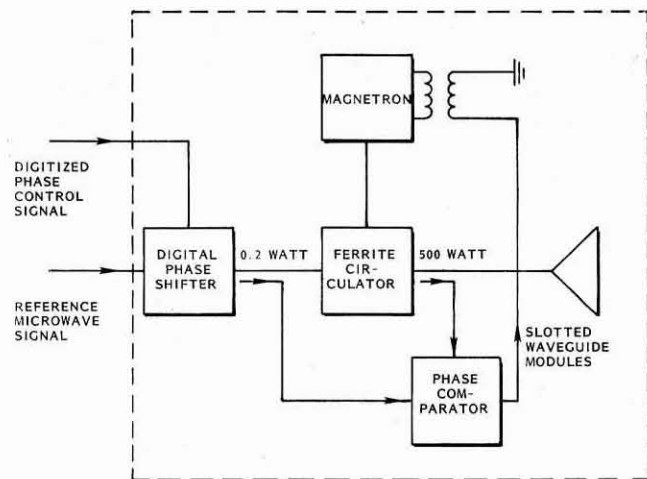 MAGNETRON
DIGITIZED
PHASE
CONTROL
SIGNAL
DIGITAL
PHASE
SHIFTER
0.2 WATT
FERRITE
CIR-
CULATOR
500 WATT
REFERENCE
MICROWAVE
SIGNAL
SLOTTED
WAVEGUIDE
MODULES
PHASE
COM-
PARATOR